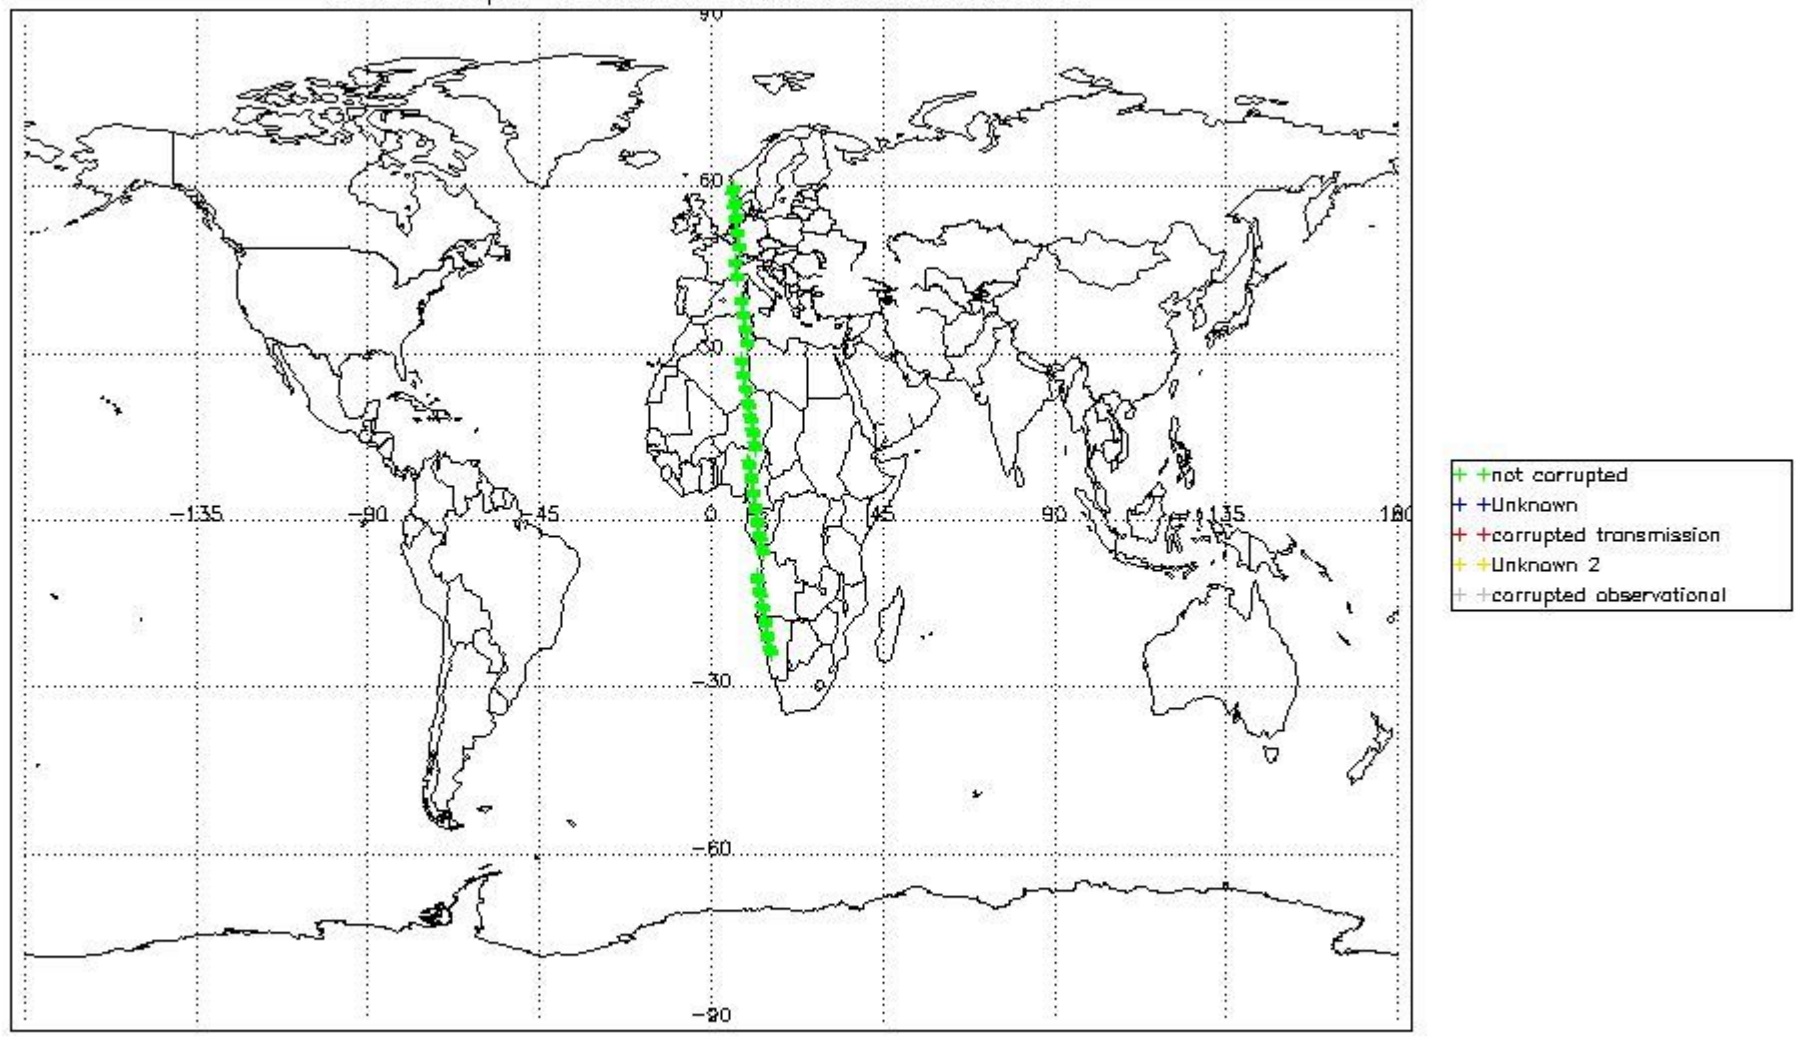 90
60
30
-135 -90 -45 0 45 90 135 180
-30
-60
-90
not corrupted
Unknown
corrupted transmission
Unknown 2
corrupted observational